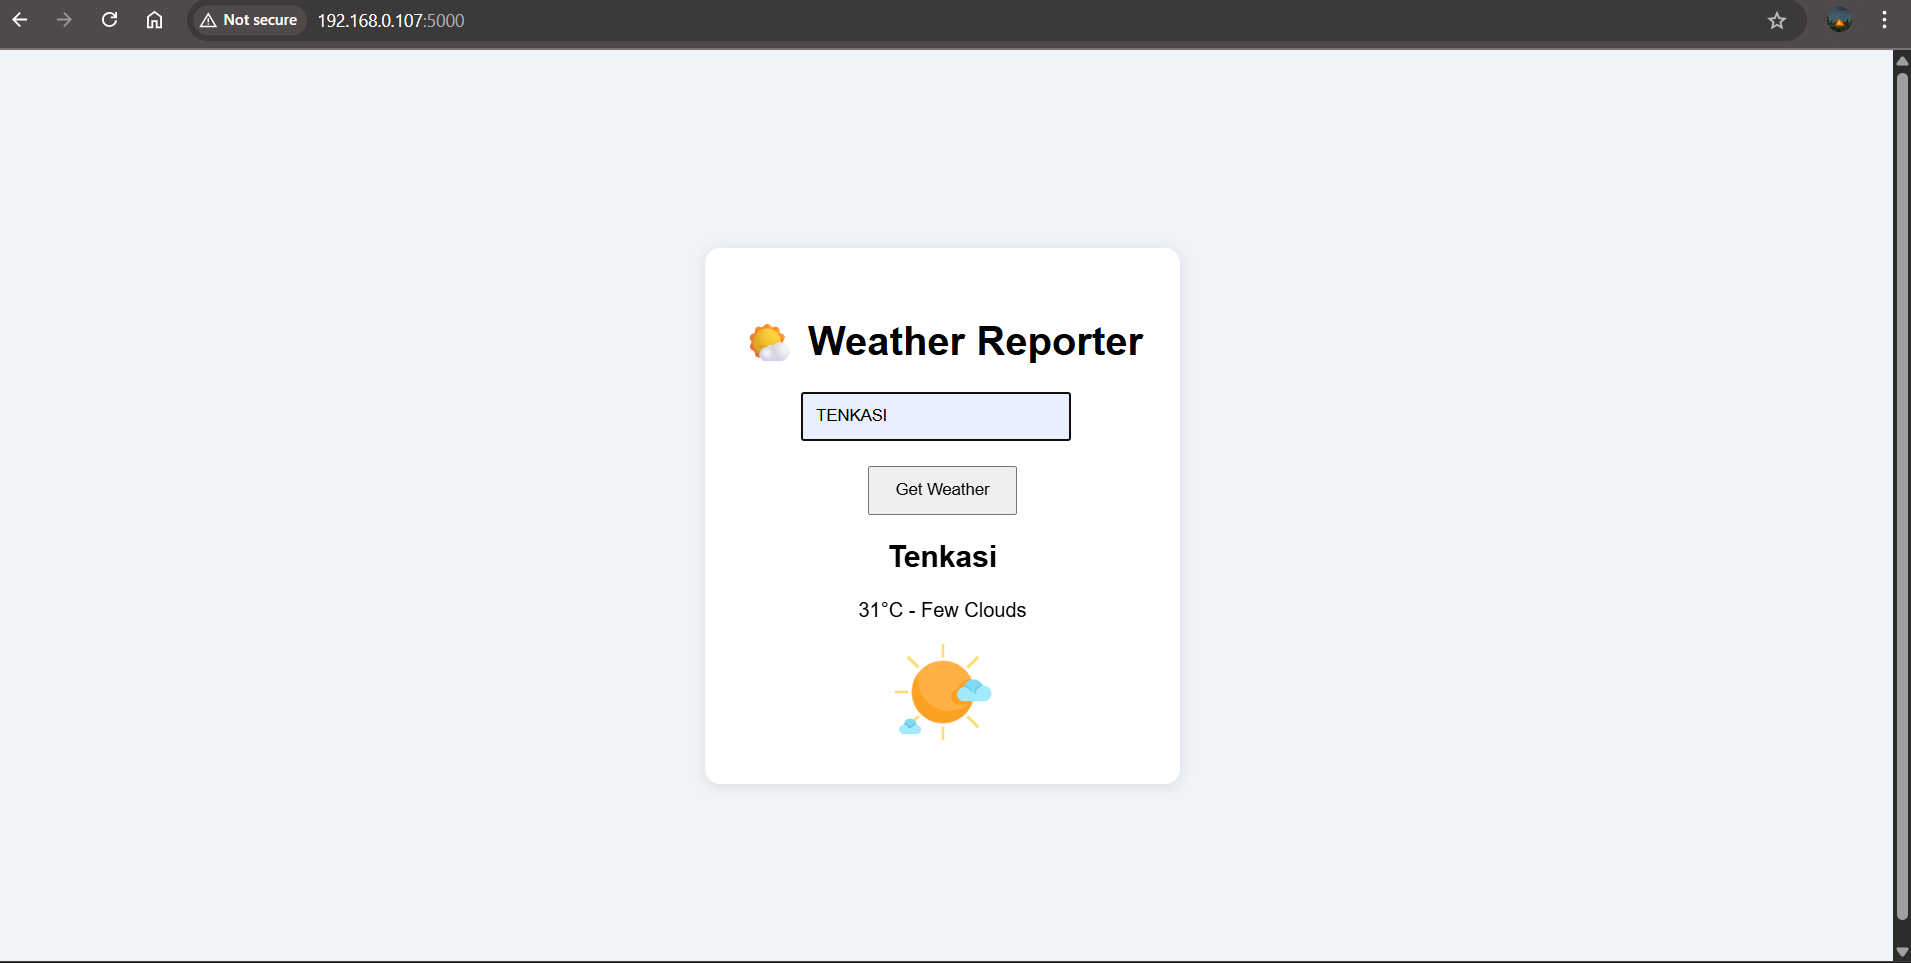 Not secure 192.168.0.107:5000
Weather Reporter
TENKASI
Get Weather
Tenkasi
31°C - Few Clouds